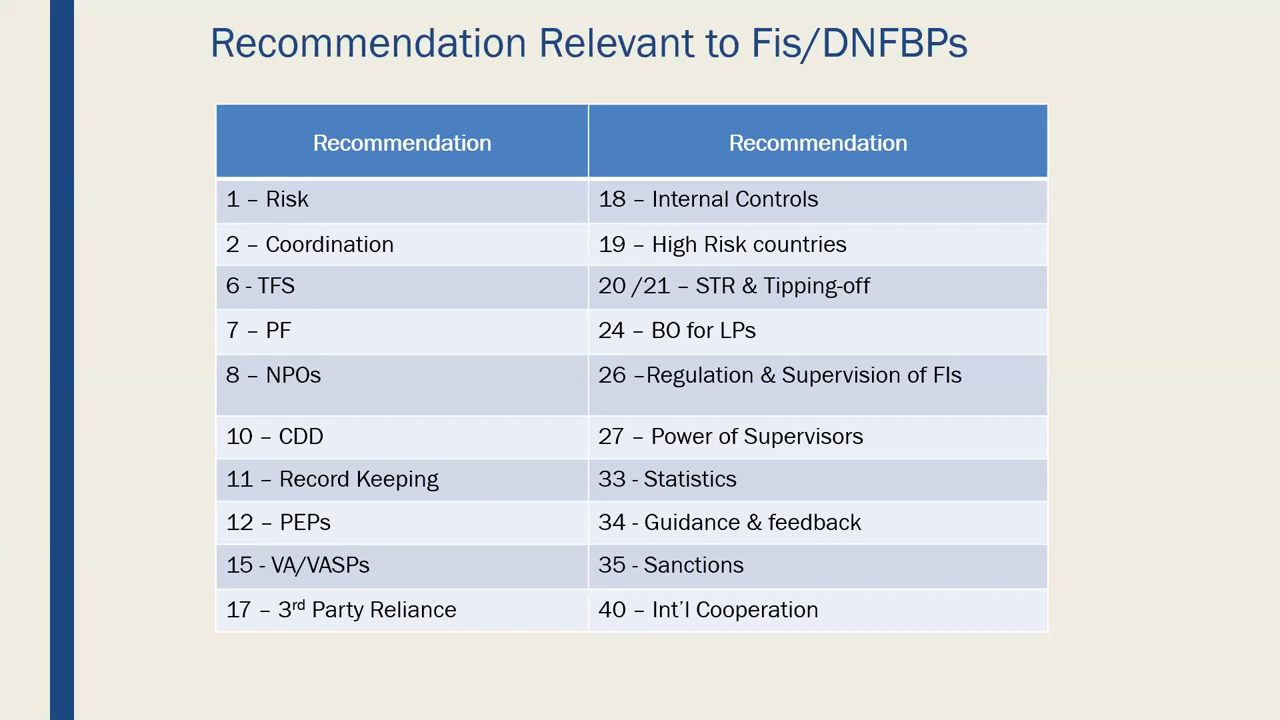 Recommendation Relevant to Fis/DNFBPs
Recommendation Recommendation
1 – Risk 18 – Internal Controls
2 – Coordination 19 – High Risk countries
6 - TFS 20 /21 – STR & Tipping-off
7 – PF 24 – BO for LPs
8 – NPOs 26 –Regulation & Supervision of FIs
10 – CDD 27 – Power of Supervisors
11 – Record Keeping 33 - Statistics
12 – PEPs 34 - Guidance & feedback
15 - VA/VASPs 35 - Sanctions
17 – 3rd Party Reliance 40 – Int'l Cooperation